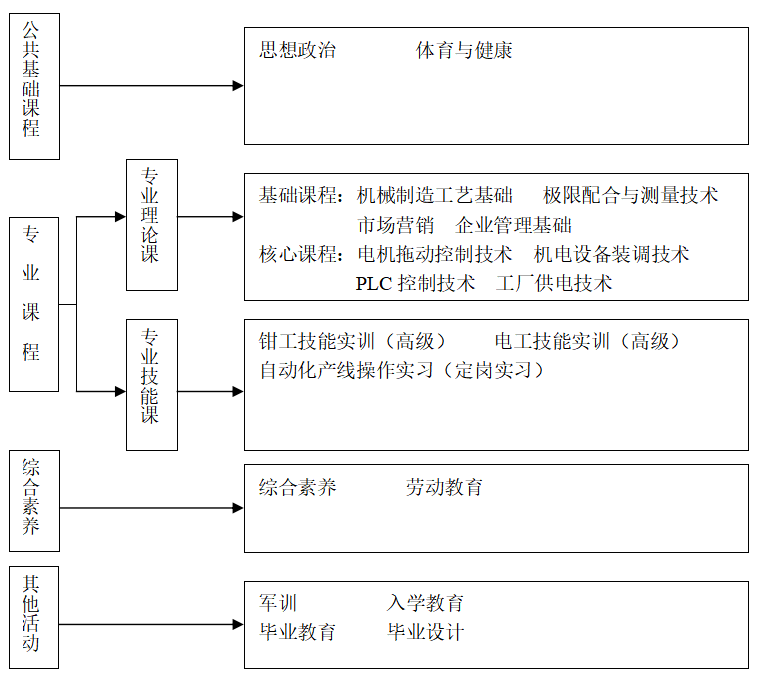 公共基础课程
思想政治 体育与健康
专业课程
专业理论课
基础课程：机械制造工艺基础 极限配合与测量技术
市场营销 企业管理基础
核心课程：电机拖动控制技术 机电设备装调技术
PLC 控制技术 工厂供电技术
专业技能课
钳工技能实训（高级） 电工技能实训（高级）
自动化产线操作实习（定岗实习）
综合素养
综合素养 劳动教育
其他活动
军训 入学教育
毕业教育 毕业设计